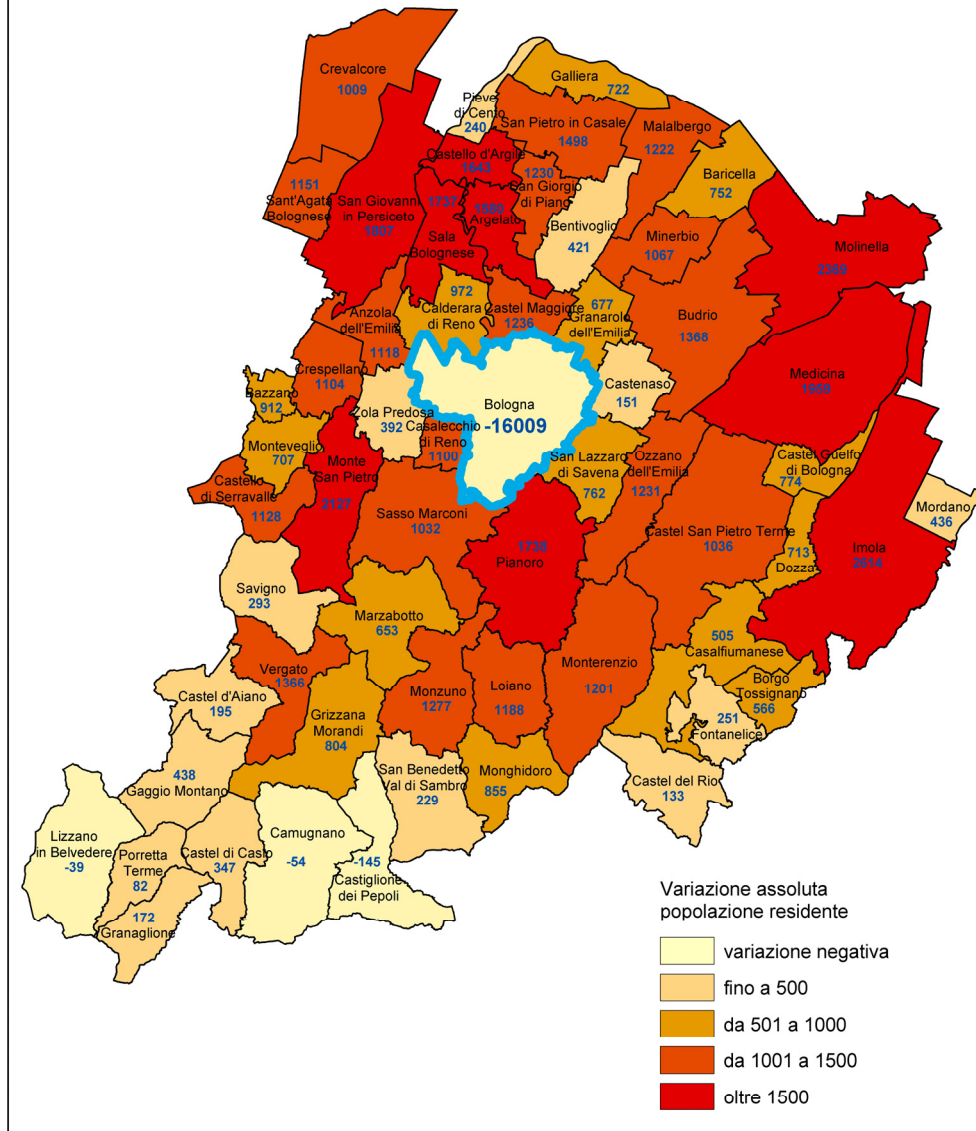 Crevalcore
1009
Galliera
722
Pieve
di Cento
240
San Pietro in Casale
1498
Malalbergo
1222
Castello d'Argile
1643
1230
San Giorgio
di Piano
Baricella
752
1151
Sant'Agata
Bolognese
San Giovanni
in Persiceto
1807
1737
Sala
Bolognese
1580
Argelato
Bentivoglio
421
Minerbio
1067
Molinella
2369
Anzola
dell'Emilia
1118
972
Calderara
di Reno
Castel Maggiore
1236
677
Granarolo
dell'Emilia
Budrio
1368
Crespellano
1104
Medicina
1959
Bazzano
912
Zola Predosa
392
Casalecchio
di Reno
1100
Bologna
-16009
Castenaso
151
Monteveglio
707
Monte
San Pietro
2127
San Lazzaro
di Savena
762
Ozzano
dell'Emilia
1231
Castel Guelfo
di Bologna
774
Castello
di Serravalle
1128
Sasso Marconi
1032
Castel San Pietro Terme
1036
Mordano
436
1738
Pianoro
713
Dozza
Imola
2614
Savigno
293
Marzabotto
653
505
Casalfiumanese
Vergato
1366
Monterenzio
1201
Borgo
Tossignano
566
Castel d'Aiano
195
Grizzana
Morandi
804
Monzuno
1277
Loiano
1188
251
Fontanelice
438
Gaggio Montano
San Benedetto
Val di Sambro
229
Monghidoro
855
Castel del Rio
133
Lizzano
in Belvedere
-39
Porretta
Terme
82
Castel di Casio
347
Camugnano
-54
-145
Castiglione
dei Pepoli
172
Granaglione
Variazione assoluta
popolazione residente
variazione negativa
fino a 500
da 501 a 1000
da 1001 a 1500
oltre 1500